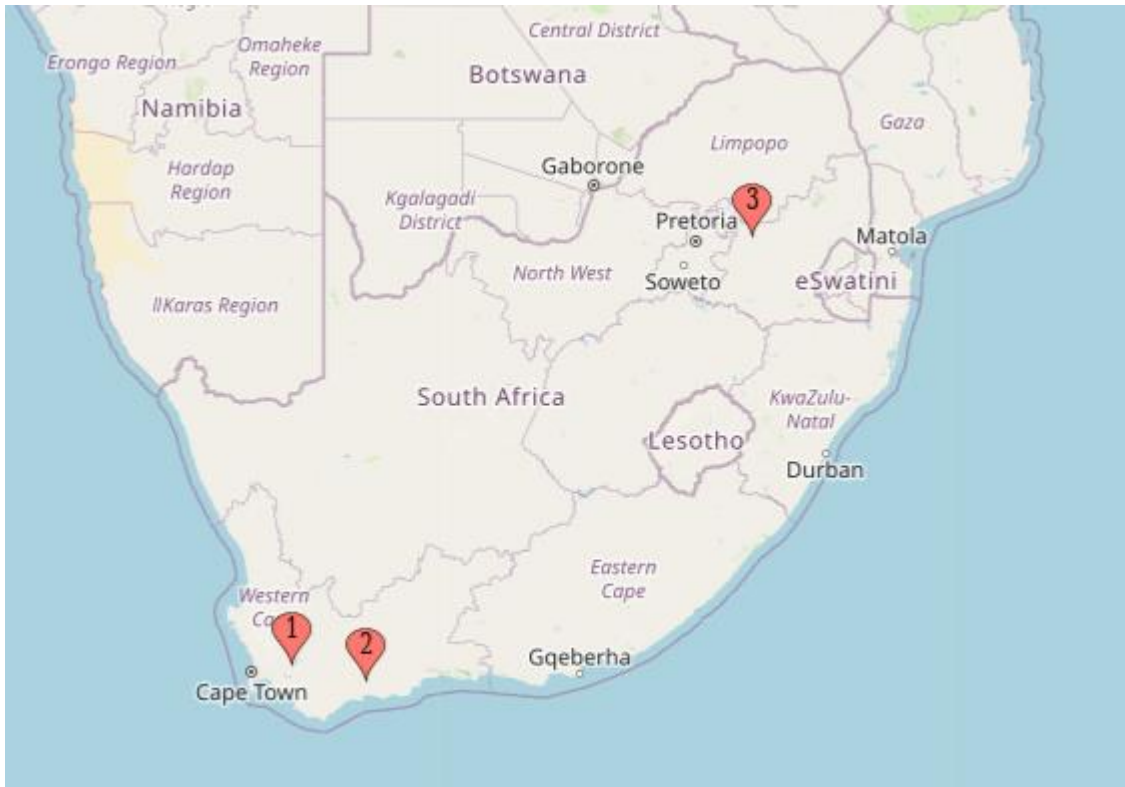 Central District
Omaheke
Region
Erongo Region
Botswana
Namibia
Gaza
Limpopo
Hardap
Region
Gaborone
Kgalagadi
District
3
Pretoria
Matola
North West
Soweto
eSwatini
IIKaras Region
South Africa
KwaZulu-
Natal
Lesotho
Durban
Eastern
Cape
Western
Ca
1
2
Gqeberha
Cape Town